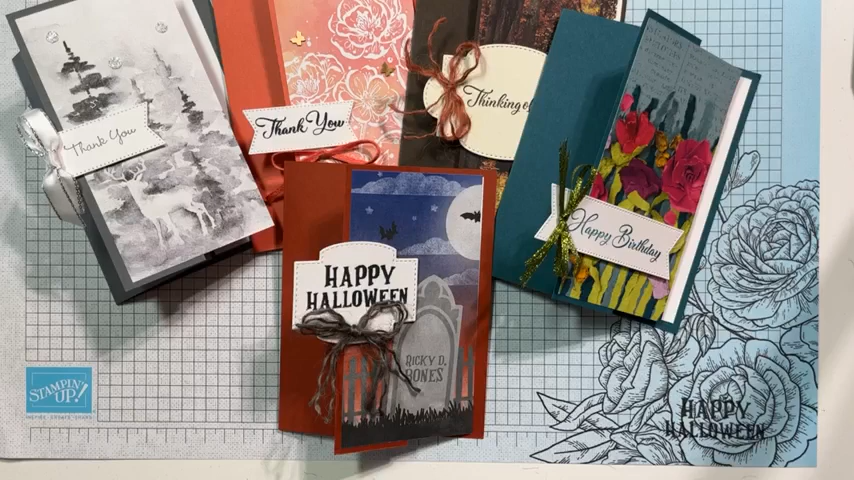 Thank You
Thank You
Thinking of
Happy Birthday
HAPPY
HALLOWEEN
RICKY D.
BONES
STAMPIN'
UP!
HAPPY
HALLOWEEN